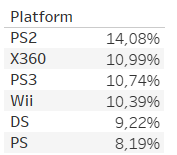 Platform
PS2 14,08%
X360 10,99%
PS3 10,74%
Wii 10,39%
DS 9,22%
PS 8,19%